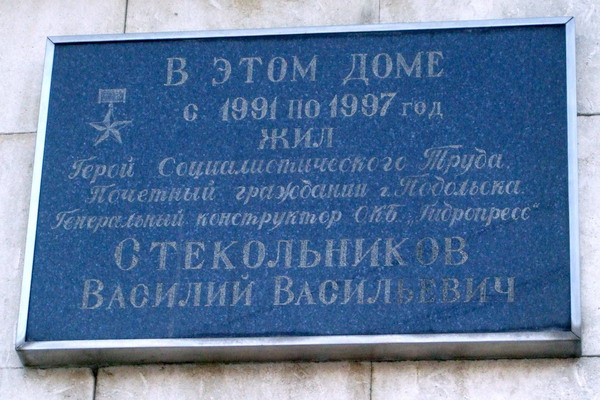 В ЭТОМ ДОМЕ
с 1991 по 1997 год
ЖИЛ
Герой Социалистического Труда.
Почетный гражданин г. Подольска.
Генеральный конструктор ОКБ „Гидропресс“
СТЕКОЛЬНИКОВ
ВАСИЛИЙ ВАСИЛЬЕВИЧ